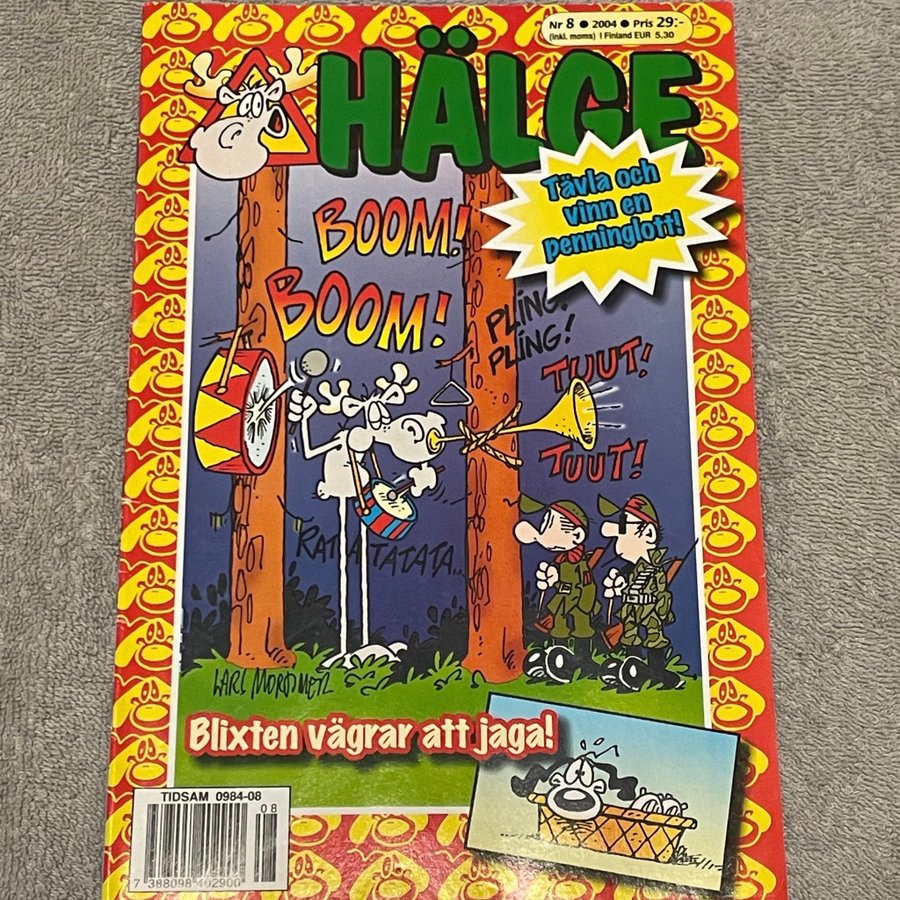 Nr 8 • 2004 • Pris 29:-
(inkl. moms) I Finland EUR 5,30
HÄLGE
Tävla och
vinn en
penninglott!
BOOM!
BOOM!
PLING!
PLING!
TUUT!
TUUT!
RATATATATA...
LARS MORTIMER
Blixten vägrar att jaga!
TIDSAM 0984-08
08
7 388098 402900